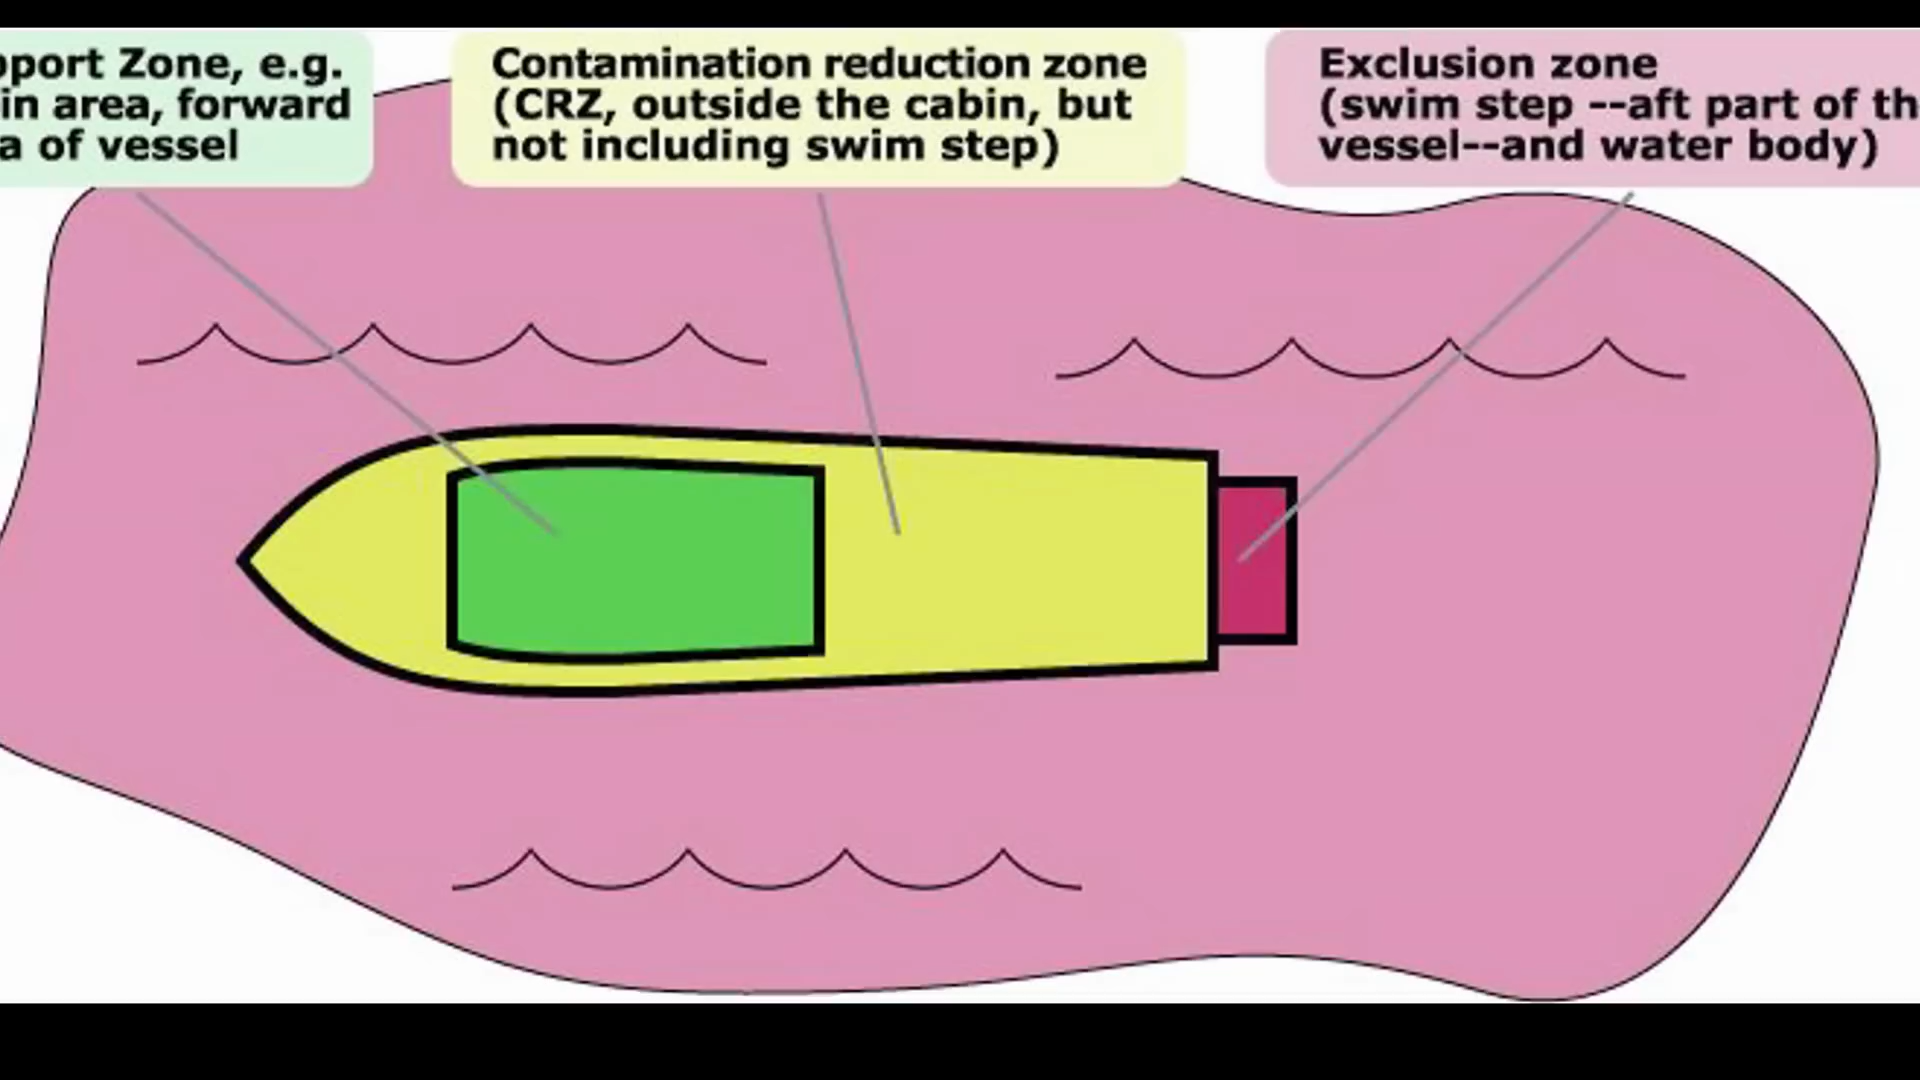 pport Zone, e.g.
in area, forward
a of vessel
Contamination reduction zone
(CRZ, outside the cabin, but
not including swim step)
Exclusion zone
(swim step --aft part of th
vessel--and water body)